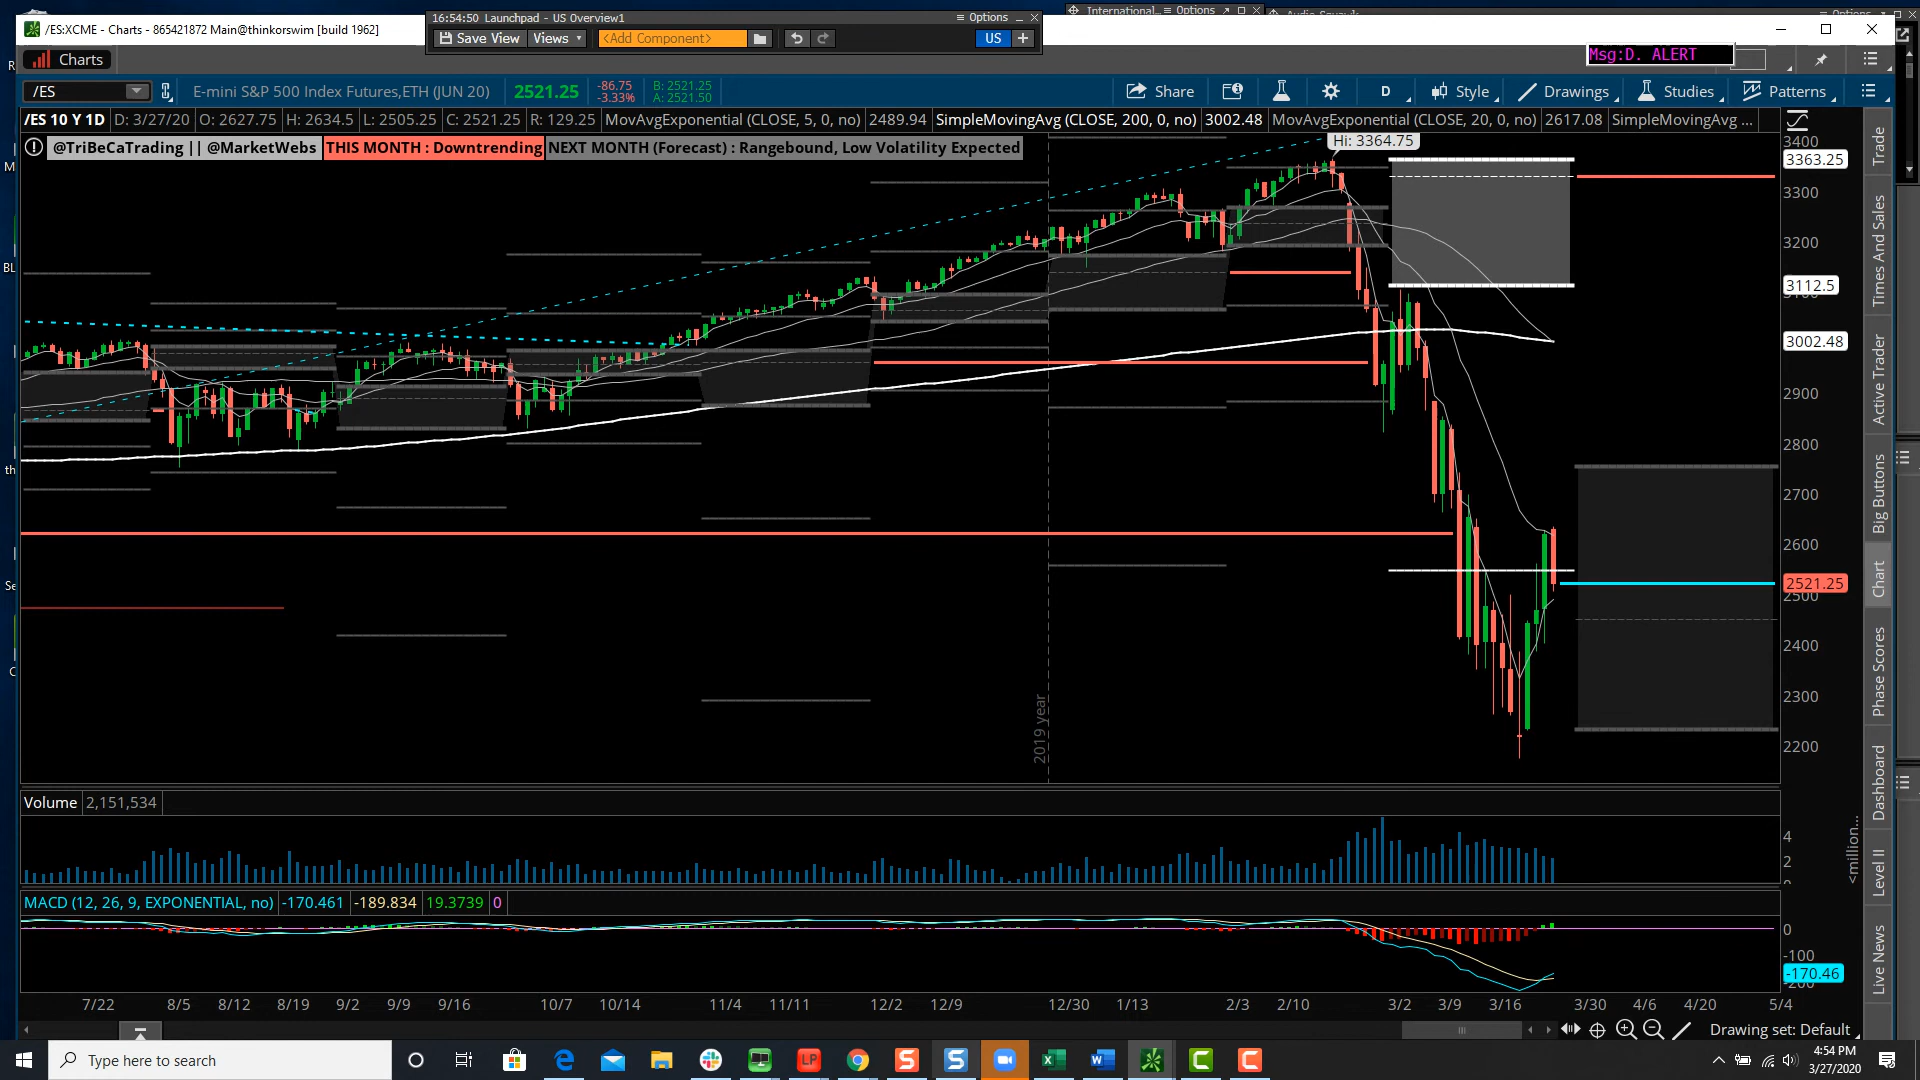 16:54:50 Launchpad - US Overview1
Options
International...
Options
Audio Squawk
Options
/ES:XCME - Charts - 865421872 Main@thinkorswim [build 1962]
Save View
Views
<Add Component>
US
Msg:D. ALERT
Charts
/ES
E-mini S&P 500 Index Futures,ETH (JUN 20)
2521.25
-86.75
-3.33%
B: 2521.25
A: 2521.50
Share
D
Style
Drawings
Studies
Patterns
/ES 10 Y 1D
D: 3/27/20
O: 2627.75
H: 2634.5
L: 2505.25
C: 2521.25
R: 129.25
MovAvgExponential (CLOSE, 5, 0, no)
2489.94
SimpleMovingAvg (CLOSE, 200, 0, no)
3002.48
MovAvgExponential (CLOSE, 20, 0, no)
2617.08
SimpleMovingAvg ...
@TriBeCaTrading || @MarketWebs
THIS MONTH : Downtrending
NEXT MONTH (Forecast) : Rangebound, Low Volatility Expected
Hi: 3364.75
3400
3363.25
3300
3200
3112.5
3100
3002.48
2900
2800
2700
2600
2521.25
2500
2400
2300
2200
2019 year
Trade
Times And Sales
Active Trader
Big Buttons
Chart
Phase Scores
Dashboard
Level II
Live News
Volume
2,151,534
4
2
0
<million...
MACD (12, 26, 9, EXPONENTIAL, no)
-170.461
-189.834
19.3739
0
0
-100
-170.46
-200
7/22
8/5
8/12
8/19
9/2
9/9
9/16
10/7
10/14
11/4
11/11
12/2
12/9
12/30
1/13
2/3
2/10
3/2
3/9
3/16
3/30
4/6
4/20
5/4
Drawing set: Default
Type here to search
4:54 PM
3/27/2020